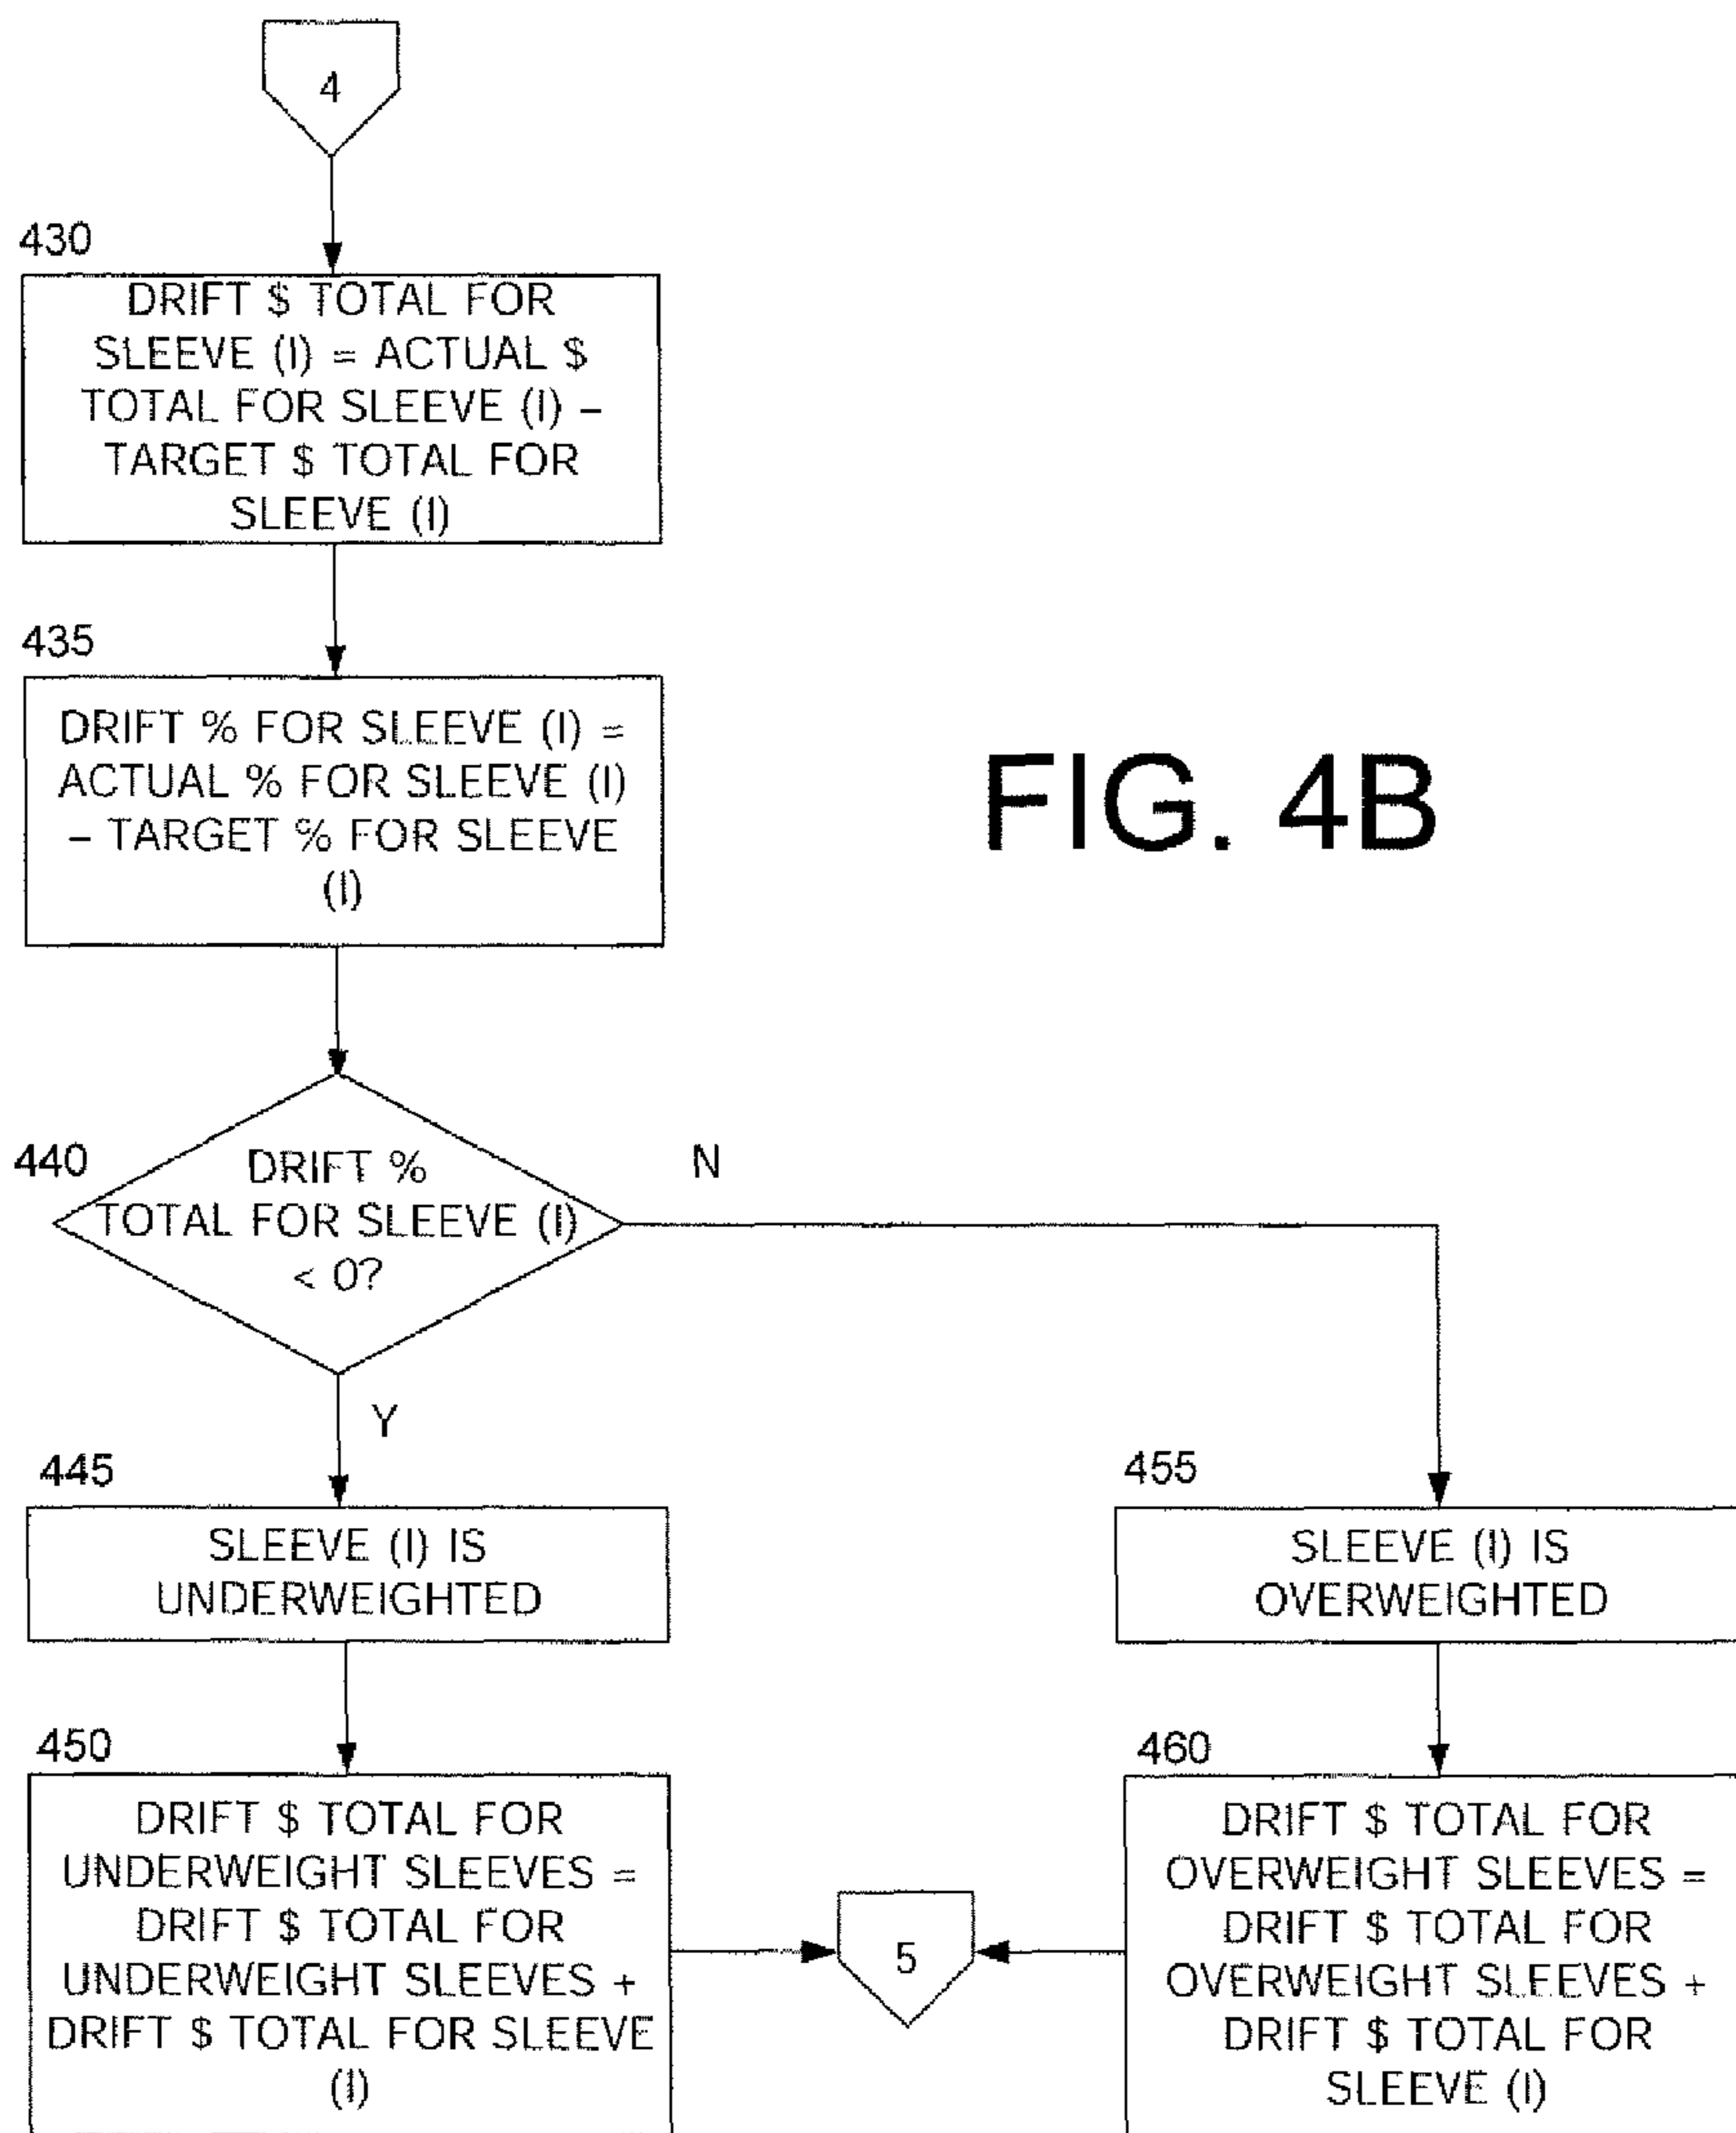 4
430
DRIFT $ TOTAL FOR
SLEEVE (I) = ACTUAL $
TOTAL FOR SLEEVE (I) –
TARGET $ TOTAL FOR
SLEEVE (I)
435
DRIFT % FOR SLEEVE (I) =
ACTUAL % FOR SLEEVE (I)
– TARGET % FOR SLEEVE
(I)
FIG. 4B
440
DRIFT %
TOTAL FOR SLEEVE (I)
< 0?
N
Y
445
SLEEVE (I) IS
UNDERWEIGHTED
455
SLEEVE (I) IS
OVERWEIGHTED
450
DRIFT $ TOTAL FOR
UNDERWEIGHT SLEEVES =
DRIFT $ TOTAL FOR
UNDERWEIGHT SLEEVES +
DRIFT $ TOTAL FOR SLEEVE
(I)
5
460
DRIFT $ TOTAL FOR
OVERWEIGHT SLEEVES =
DRIFT $ TOTAL FOR
OVERWEIGHT SLEEVES +
DRIFT $ TOTAL FOR
SLEEVE (I)